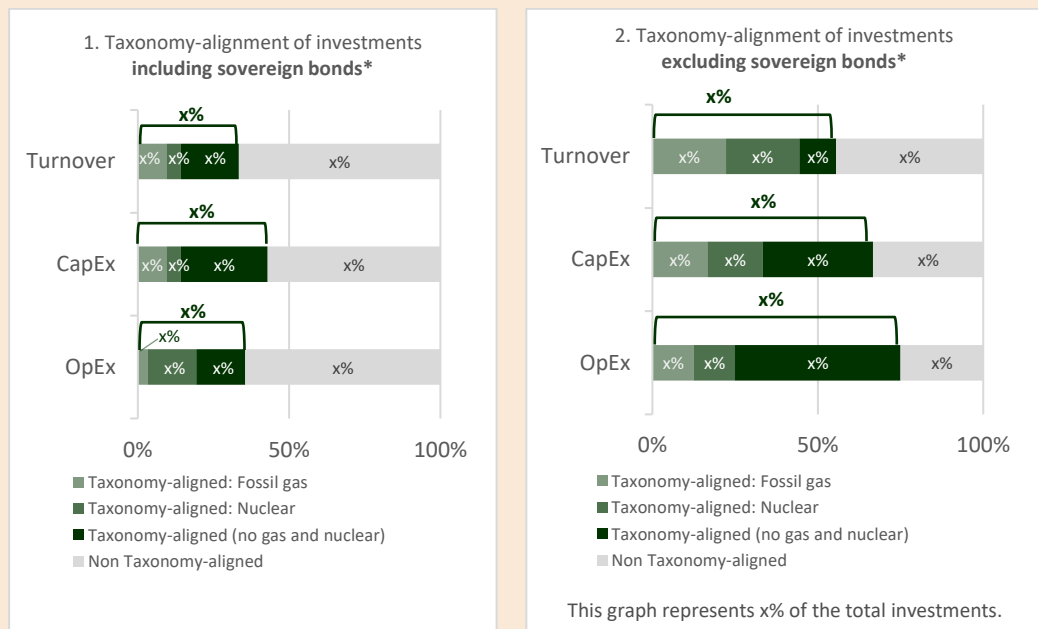 1. Taxonomy-alignment of investments
including sovereign bonds*
x%
Turnover
x% x% x% x%
x%
CapEx
x% x% x% x%
x%
x%
OpEx
x% x% x%
0% 50% 100%
Taxonomy-aligned: Fossil gas
Taxonomy-aligned: Nuclear
Taxonomy-aligned (no gas and nuclear)
Non Taxonomy-aligned
2. Taxonomy-alignment of investments
excluding sovereign bonds*
x%
Turnover
x% x% x% x%
x%
CapEx
x% x% x% x%
x%
OpEx
x% x% x% x%
0% 50% 100%
Taxonomy-aligned: Fossil gas
Taxonomy-aligned: Nuclear
Taxonomy-aligned (no gas and nuclear)
Non Taxonomy-aligned
This graph represents x% of the total investments.